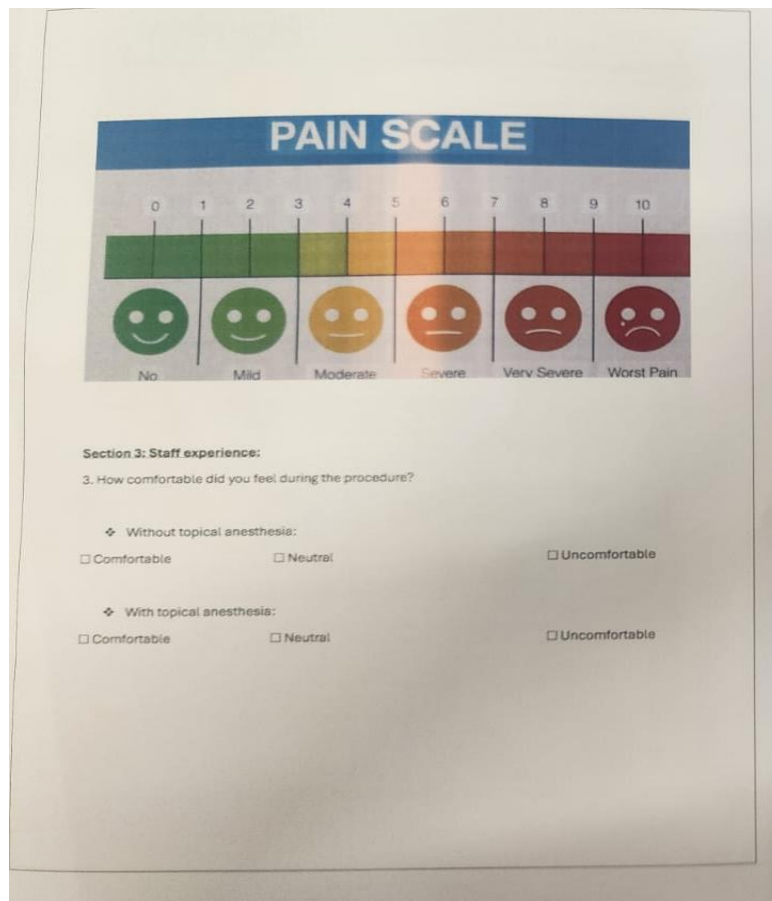 PAIN SCALE
0 1 2 3 4 5 6 7 8 9 10
No Mild Moderate Severe Very Severe Worst Pain
Section 3: Staff experience:
3. How comfortable did you feel during the procedure?
❖ Without topical anesthesia:
☐ Comfortable ☐ Neutral ☐ Uncomfortable
❖ With topical anesthesia:
☐ Comfortable ☐ Neutral ☐ Uncomfortable